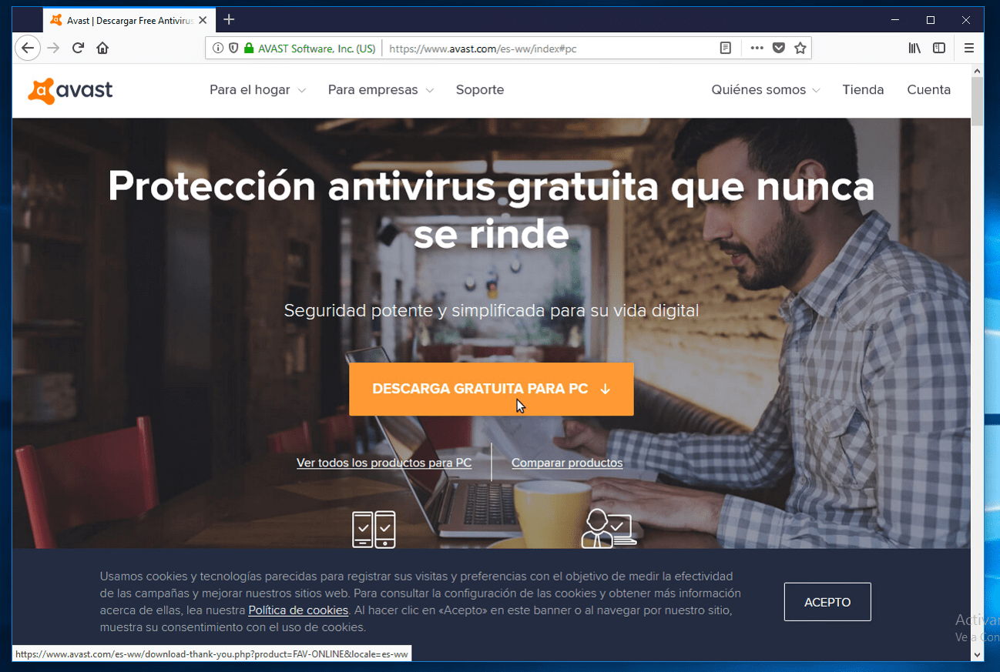 Avast | Descargar Free Antivirus
AVAST Software, Inc. (US)
https://www.avast.com/es-ww/index#pc
avast
Para el hogar
Para empresas
Soporte
Quiénes somos
Tienda
Cuenta
Protección antivirus gratuita que nunca
se rinde
Seguridad potente y simplificada para su vida digital
DESCARGA GRATUITA PARA PC
Ver todos los productos para PC
Comparar productos
Usamos cookies y tecnologías parecidas para registrar sus visitas y preferencias con el objetivo de medir la efectividad
de las campañas y mejorar nuestros sitios web. Para consultar la configuración de las cookies y obtener más información
acerca de ellas, lea nuestra Política de cookies. Al hacer clic en «Acepto» en este banner o al navegar por nuestro sitio,
muestra su consentimiento con el uso de cookies.
ACEPTO
Activar
Ve a Con
https://www.avast.com/es-ww/download-thank-you.php?product=FAV-ONLINE&locale=es-ww